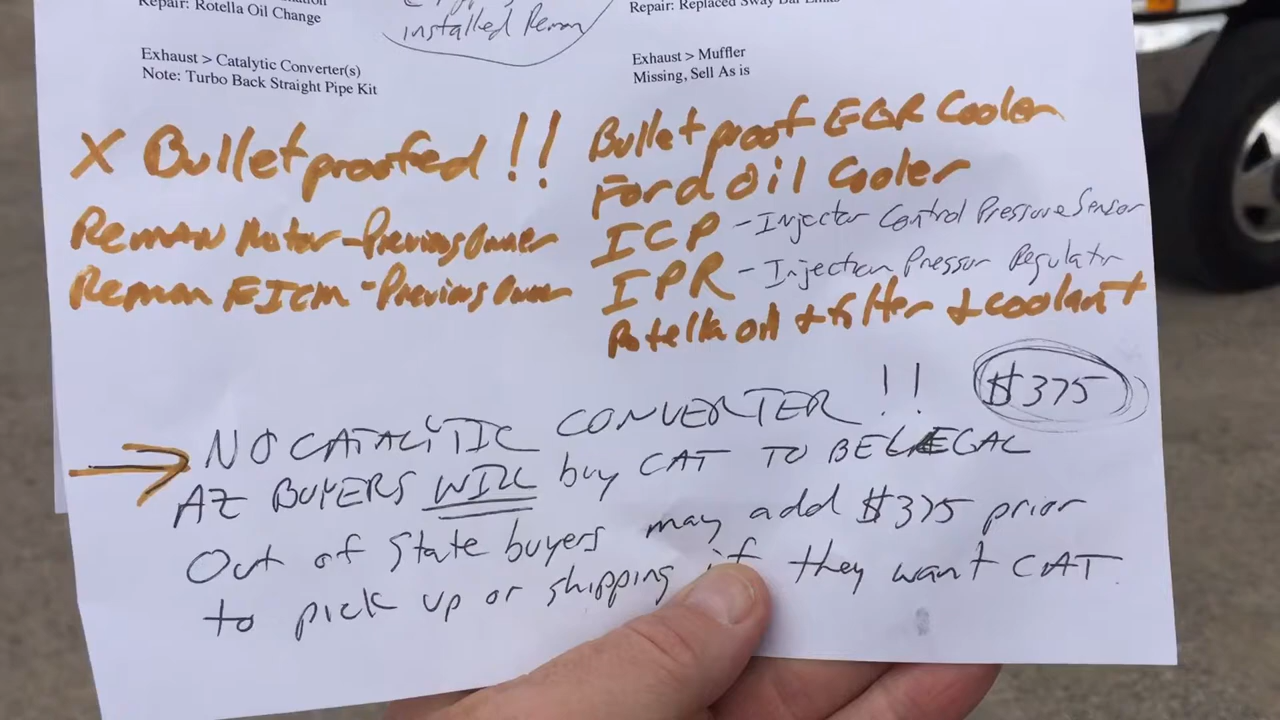 Repair: Rotella Oil Change
installed Reman
Repair: Replaced Sway Bar Links
Exhaust > Catalytic Converter(s)
Note: Turbo Back Straight Pipe Kit
Exhaust > Muffler
Missing, Sell As is
X Bulletproofed !!
Reman Motor - Previous Owner
Reman FICM - Previous Owner
Bulletproof EGR Cooler
Ford Oil Cooler
ICP - Injector Control Pressure Sensor
IPR - Injection Pressur Regulatr
Rotella oil + filter + coolant
$375
→ NO CATALITIC CONVERTER !!
AZ BUYERS WILL buy CAT TO BE LEGAL
Out of State buyers may add $375 prior
to pick up or shipping if they want CAT